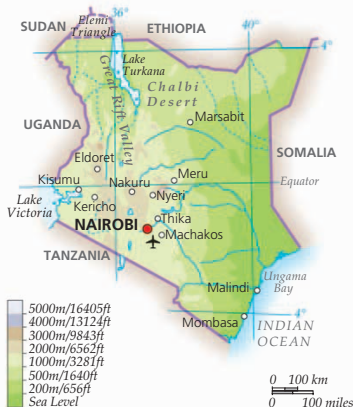 36°
40°
SUDAN
Elemi
Triangle
ETHIOPIA
4°
4°
Lake
Turkana
Great Rift Valley
Chalbi
Desert
Marsabit
UGANDA
SOMALIA
Eldoret
Kisumu
Nakuru
Meru
Equator
Nyeri
Lake
Victoria
Kericho
Thika
NAIROBI
Machakos
TANZANIA
Ungama
Bay
Malindi
Mombasa
INDIAN
OCEAN
5000m/16405ft
4000m/13124ft
3000m/9843ft
2000m/6562ft
1000m/3281ft
500m/1640ft
200m/656ft
Sea Level
0 100 km
0 100 miles